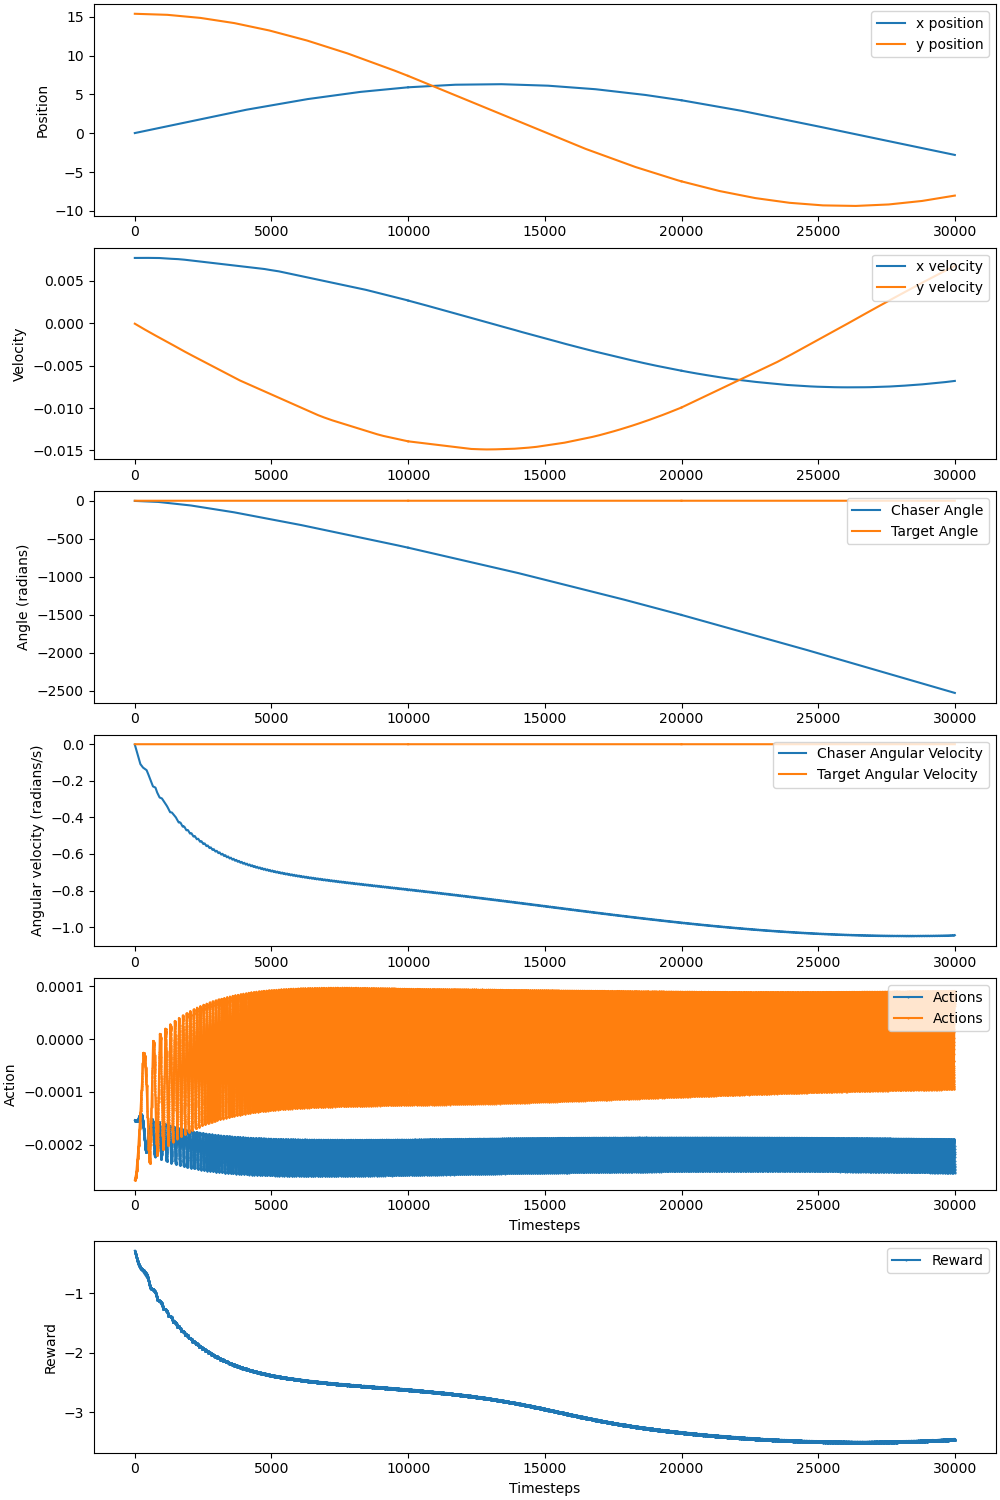 15
10
5
0
−5
−10
Position
x position
y position
0 5000 10000 15000 20000 25000 30000
0.005
0.000
−0.005
−0.010
−0.015
Velocity
x velocity
y velocity
0 5000 10000 15000 20000 25000 30000
0
−500
−1000
−1500
−2000
−2500
Angle (radians)
Chaser Angle
Target Angle
0 5000 10000 15000 20000 25000 30000
0.0
−0.2
−0.4
−0.6
−0.8
−1.0
Angular velocity (radians/s)
Chaser Angular Velocity
Target Angular Velocity
0 5000 10000 15000 20000 25000 30000
0.0001
0.0000
−0.0001
−0.0002
Action
Actions
Actions
0 5000 10000 15000 20000 25000 30000
Timesteps
−1
−2
−3
Reward
Reward
0 5000 10000 15000 20000 25000 30000
Timesteps